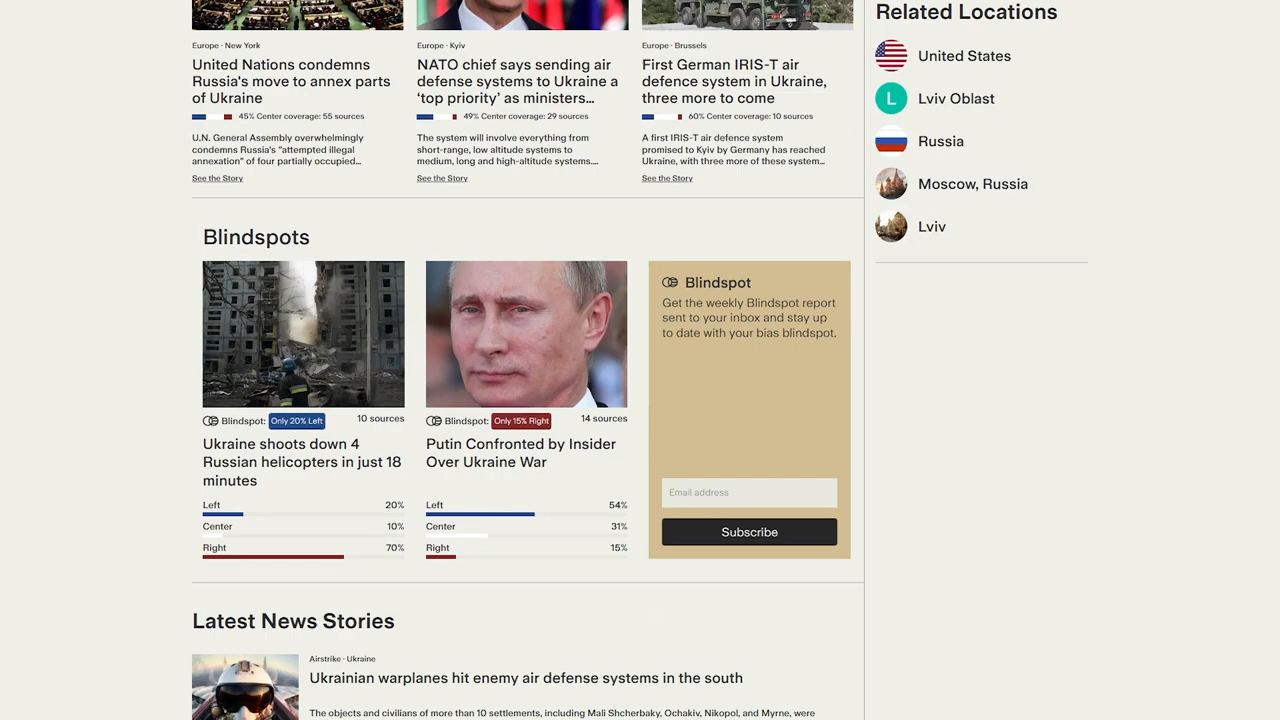 Europe · New York
United Nations condemns
Russia's move to annex parts
of Ukraine
45% Center coverage: 55 sources
U.N. General Assembly overwhelmingly
condemns Russia's "attempted illegal
annexation" of four partially occupied...
See the Story
Europe · Kyiv
NATO chief says sending air
defense systems to Ukraine a
‘top priority’ as ministers...
49% Center coverage: 29 sources
The system will involve everything from
short-range, low altitude systems to
medium, long and high-altitude systems....
See the Story
Europe · Brussels
First German IRIS-T air
defence system in Ukraine,
three more to come
60% Center coverage: 10 sources
A first IRIS-T air defence system
promised to Kyiv by Germany has reached
Ukraine, with three more of these system...
See the Story
Related Locations
United States
L
Lviv Oblast
Russia
Moscow, Russia
Lviv
Blindspots
Blindspot: Only 20% Left 10 sources
Ukraine shoots down 4
Russian helicopters in just 18
minutes
Left 20%
Center 10%
Right 70%
Blindspot: Only 15% Right 14 sources
Putin Confronted by Insider
Over Ukraine War
Left 54%
Center 31%
Right 15%
Blindspot
Get the weekly Blindspot report
sent to your inbox and stay up
to date with your bias blindspot.
Email address
Subscribe
Latest News Stories
Airstrike · Ukraine
Ukrainian warplanes hit enemy air defense systems in the south
The objects and civilians of more than 10 settlements, including Mali Shcherbaky, Ochakiv, Nikopol, and Myrne, were